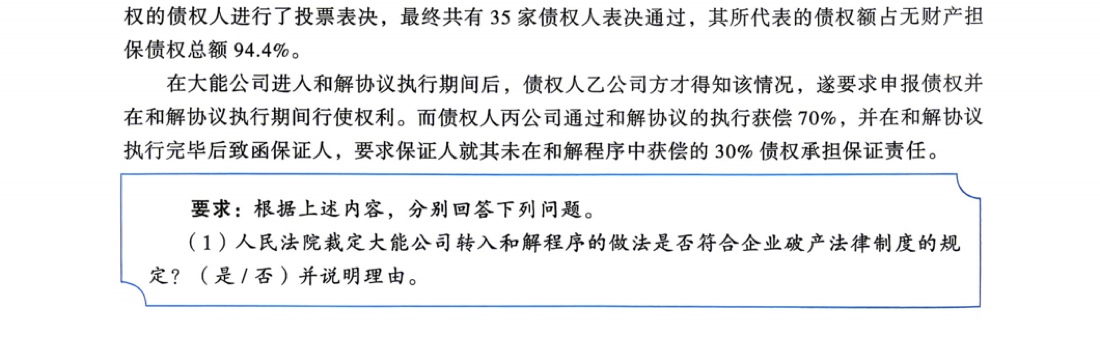 权的债权人进行了投票表决，最终共有 35 家债权人表决通过，其所代表的债权额占无财产担
保债权总额 94.4%。
在大能公司进入和解协议执行期间后，债权人乙公司方才得知该情况，遂要求申报债权并
在和解协议执行期间行使权利。而债权人丙公司通过和解协议的执行获偿 70%，并在和解协议
执行完毕后致函保证人，要求保证人就其未在和解程序中获偿的 30% 债权承担保证责任。
要求：根据上述内容，分别回答下列问题。
（1）人民法院裁定大能公司转入和解程序的做法是否符合企业破产法律制度的规
定？（是 / 否）并说明理由。